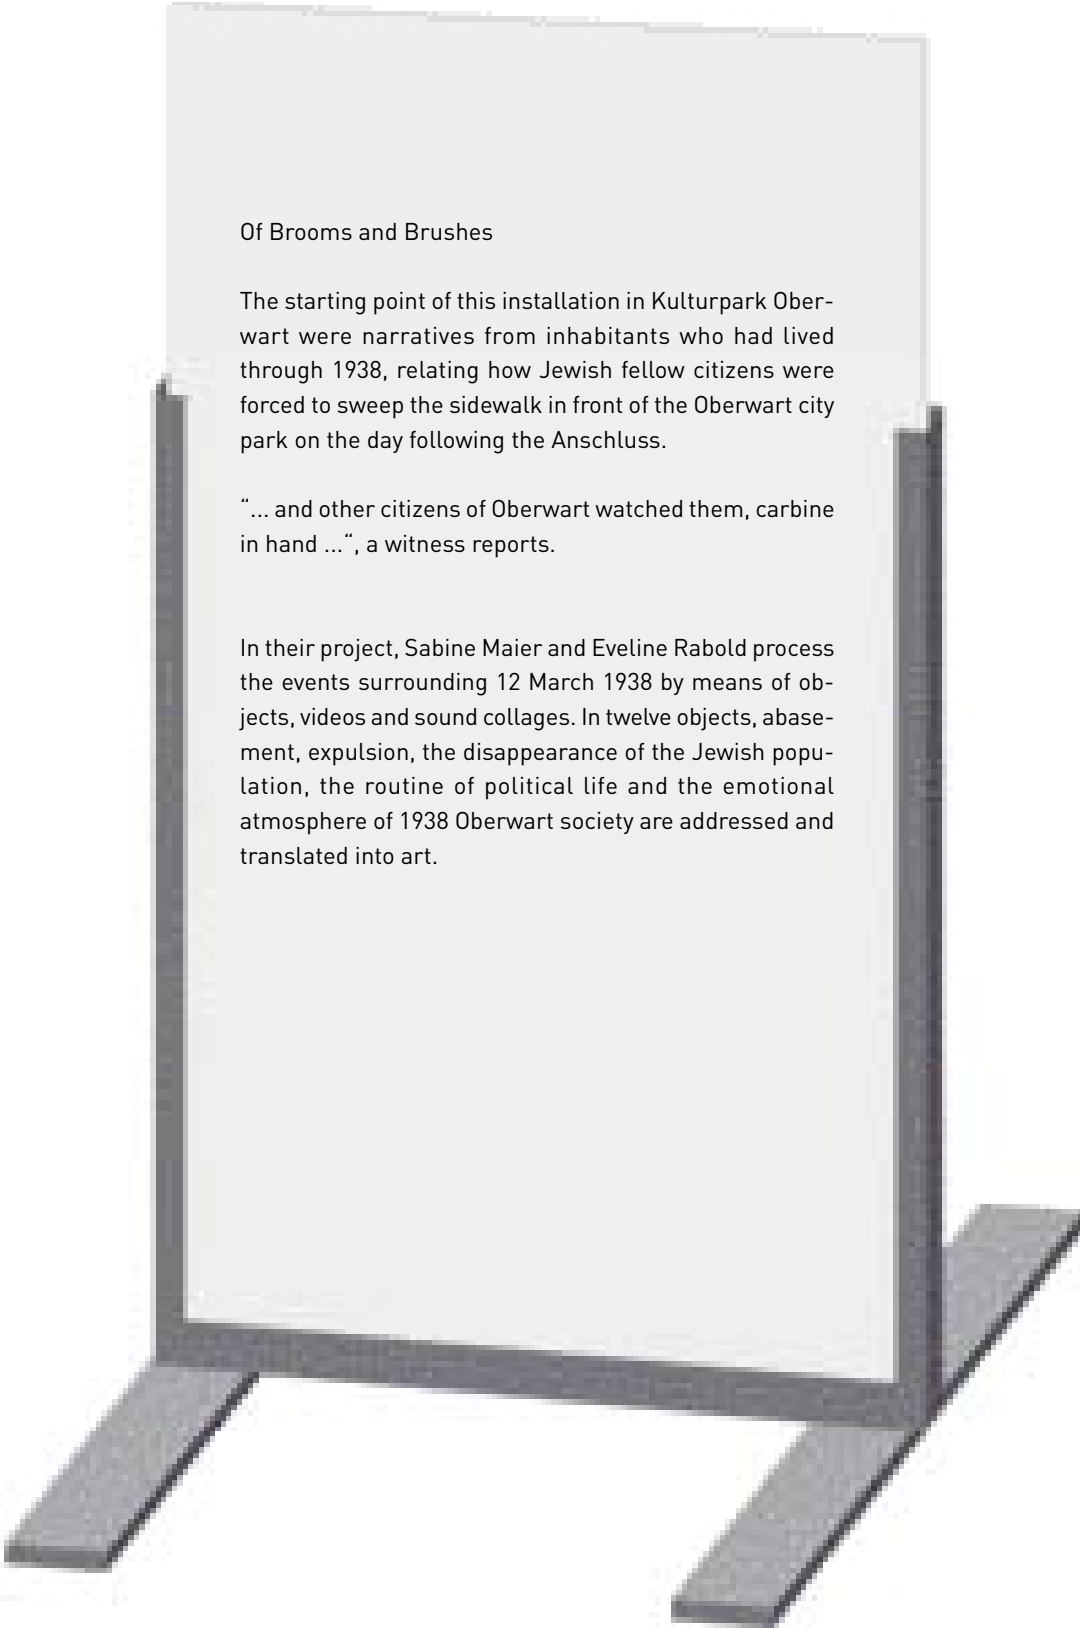 Of Brooms and Brushes
The starting point of this installation in Kulturpark Ober-
wart were narratives from inhabitants who had lived
through 1938, relating how Jewish fellow citizens were
forced to sweep the sidewalk in front of the Oberwart city
park on the day following the Anschluss.
“... and other citizens of Oberwart watched them, carbine
in hand ...“, a witness reports.
In their project, Sabine Maier and Eveline Rabold process
the events surrounding 12 March 1938 by means of ob-
jects, videos and sound collages. In twelve objects, abase-
ment, expulsion, the disappearance of the Jewish popu-
lation, the routine of political life and the emotional
atmosphere of 1938 Oberwart society are addressed and
translated into art.